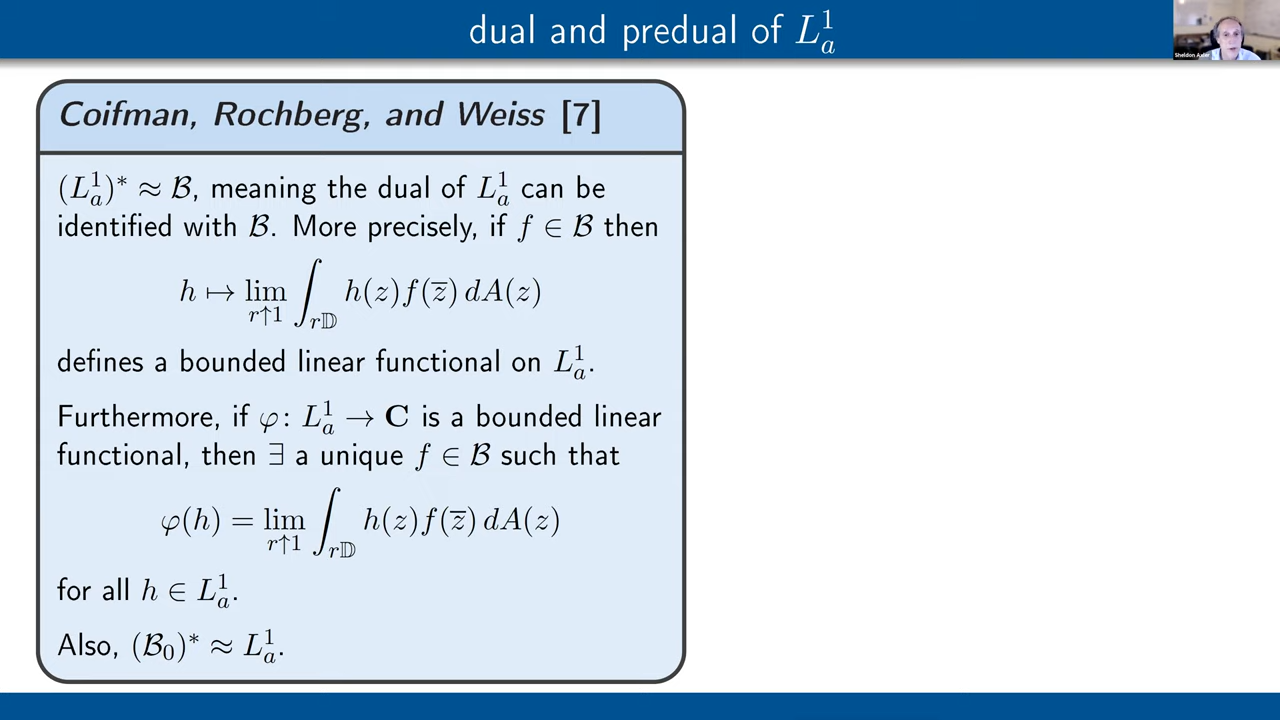 dual and predual of $L^1_a$
Sheldon Axler
Coifman, Rochberg, and Weiss [7]
$(L^1_a)^* \approx \mathcal{B}$, meaning the dual of $L^1_a$ can be
identified with $\mathcal{B}$. More precisely, if $f \in \mathcal{B}$ then
$h \mapsto \lim_{r \uparrow 1} \int_{r\mathbb{D}} h(z) f(\overline{z})\, dA(z)$
defines a bounded linear functional on $L^1_a$.
Furthermore, if $\varphi \colon L^1_a \to \mathbf{C}$ is a bounded linear
functional, then $\exists$ a unique $f \in \mathcal{B}$ such that
$\varphi(h) = \lim_{r \uparrow 1} \int_{r\mathbb{D}} h(z) f(\overline{z})\, dA(z)$
for all $h \in L^1_a$.
Also, $(\mathcal{B}_0)^* \approx L^1_a$.